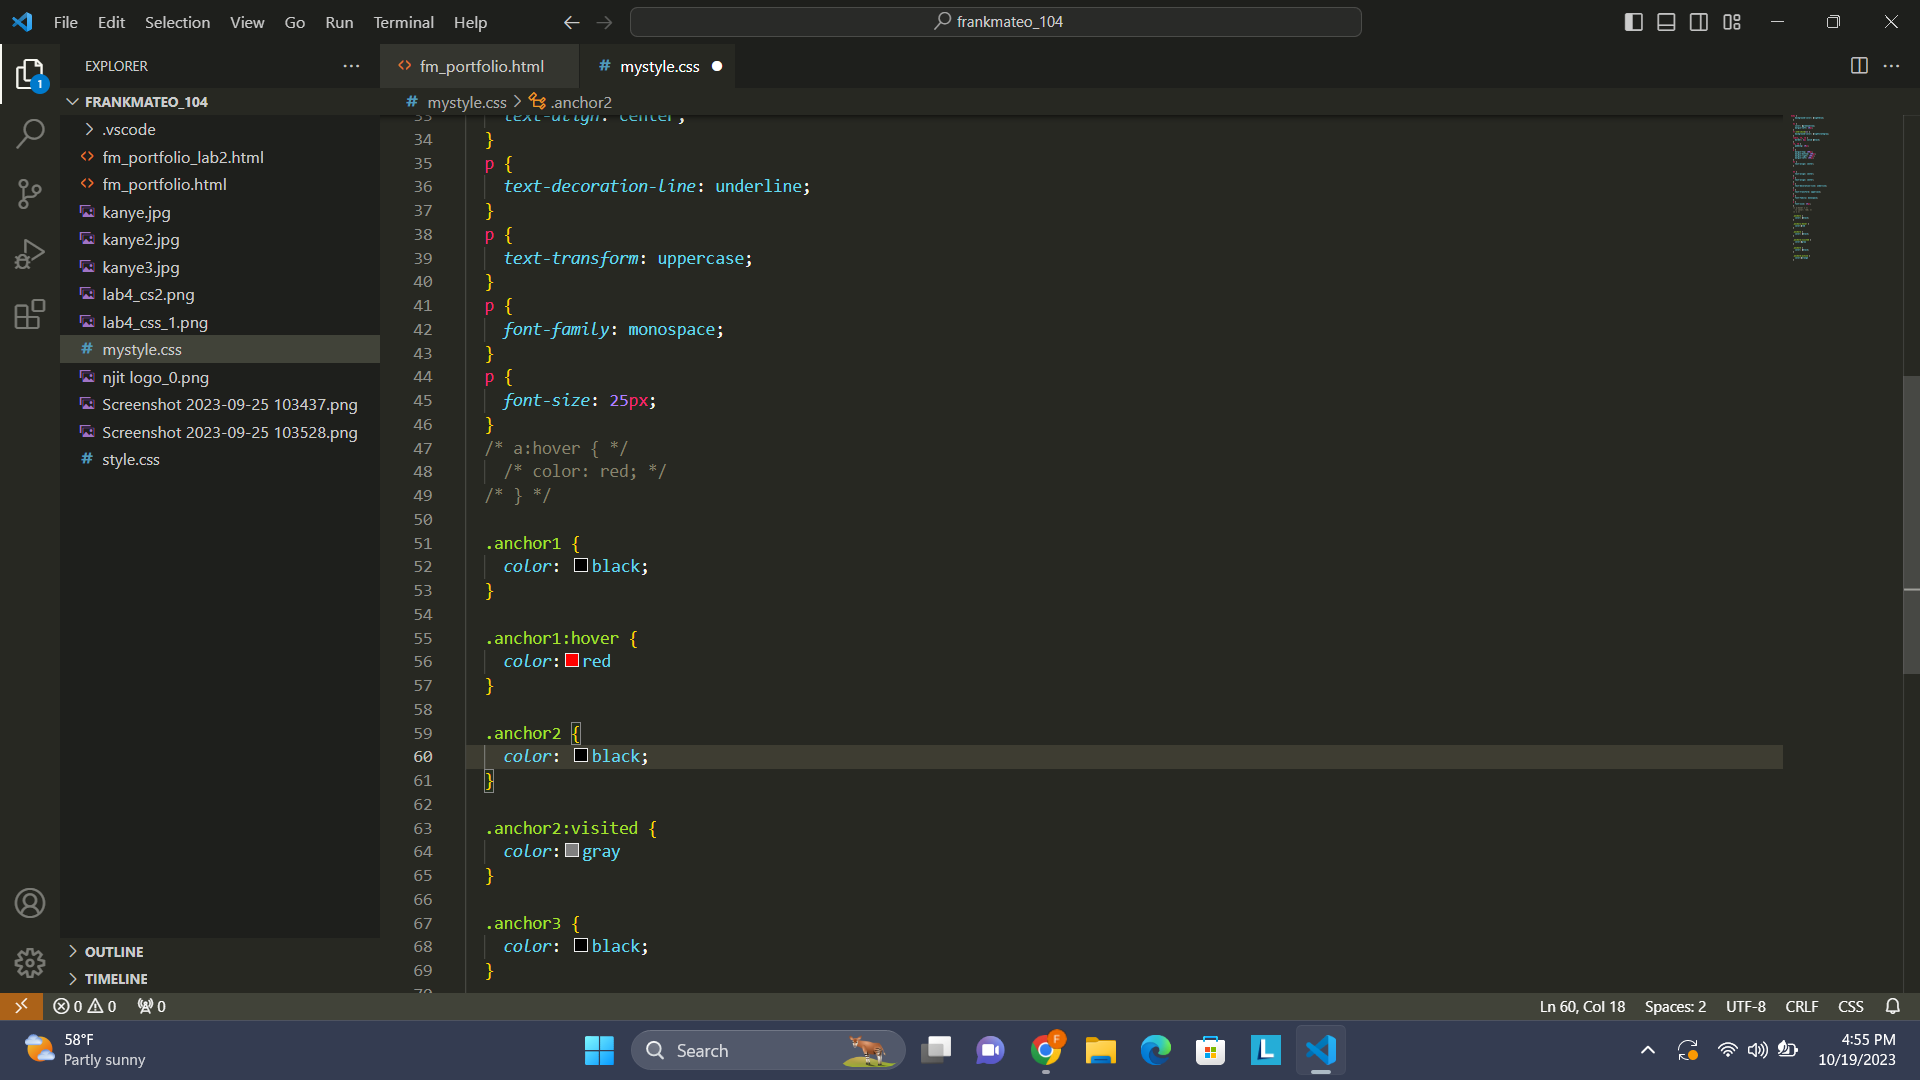 File Edit Selection View Go Run Terminal Help frankmateo_104
EXPLORER
fm_portfolio.html
# mystyle.css
1
FRANKMATEO_104
# mystyle.css > .anchor2
.vscode
fm_portfolio_lab2.html
fm_portfolio.html
kanye.jpg
kanye2.jpg
kanye3.jpg
lab4_cs2.png
lab4_css_1.png
# mystyle.css
njit logo_0.png
Screenshot 2023-09-25 103437.png
Screenshot 2023-09-25 103528.png
# style.css
OUTLINE
TIMELINE
33 text-align: center;
34 }
35 p {
36 text-decoration-line: underline;
37 }
38 p {
39 text-transform: uppercase;
40 }
41 p {
42 font-family: monospace;
43 }
44 p {
45 font-size: 25px;
46 }
47 /* a:hover { */
48 /* color: red; */
49 /* } */
50
51 .anchor1 {
52 color: black;
53 }
54
55 .anchor1:hover {
56 color: red
57 }
58
59 .anchor2 {
60 color: black;
61 }
62
63 .anchor2:visited {
64 color: gray
65 }
66
67 .anchor3 {
68 color: black;
69 }
0 0 0 Ln 60, Col 18 Spaces: 2 UTF-8 CRLF CSS
58°F
Partly sunny
Search
F
L
4:55 PM
10/19/2023